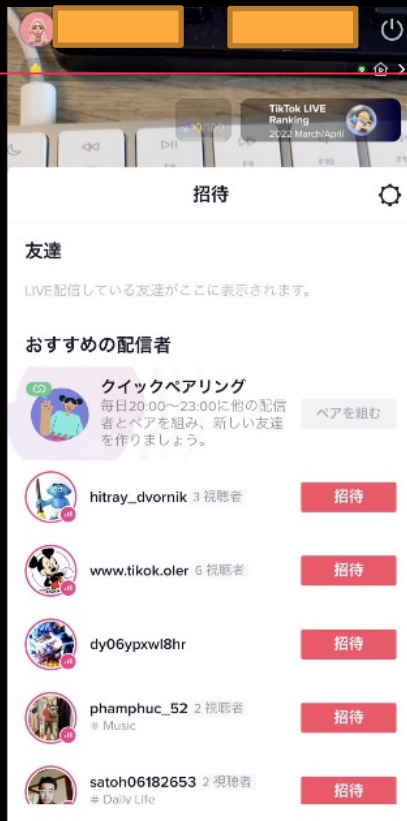 TikTok LIVE
Ranking
2022 March/April
F9
F10
招待
友達
LIVE配信している友達がここに表示されます。
おすすめの配信者
クイックペアリング
毎日20:00〜23:00に他の配信
者とペアを組み、新しい友達
を作りましょう。
ペアを組む
hitray_dvornik 3 視聴者
招待
www.tikok.oler 6 視聴者
招待
dy06ypxwl8hr
招待
phamphuc_52 2 視聴者
# Music
招待
satoh06182653 2 視聴者
# Daily Life
招待